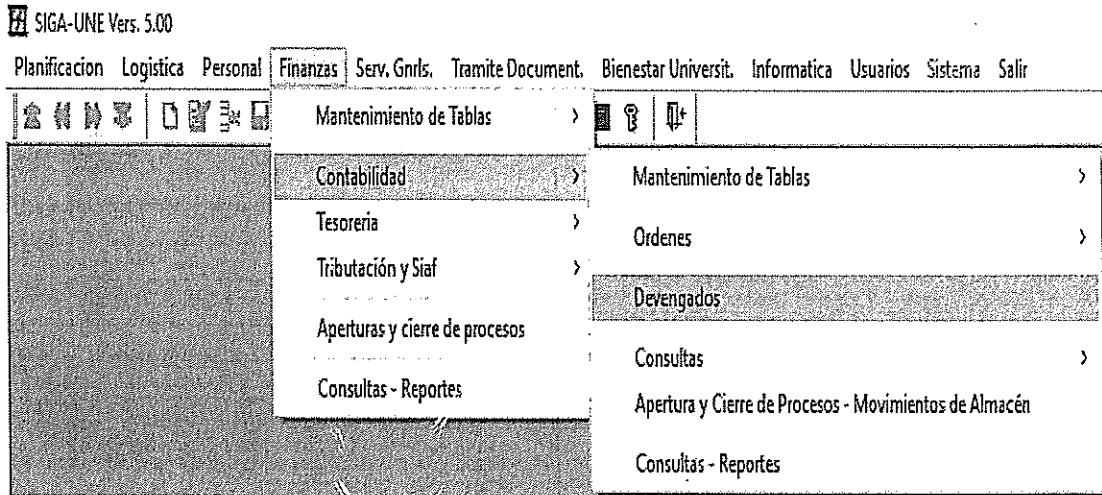 SIGA-UNE Vers. 5.00
Planificacion Logistica Personal Finanzas Serv. Gnrls. Tramite Document. Bienestar Universit. Informatica Usuarios Sistema Salir
Mantenimiento de Tablas >
Contabilidad >
Tesoreria >
Tributación y Siaf >
Aperturas y cierre de procesos
Consultas - Reportes
Mantenimiento de Tablas >
Ordenes >
Devengados
Consultas >
Apertura y Cierre de Procesos - Movimientos de Almacén
Consultas - Reportes